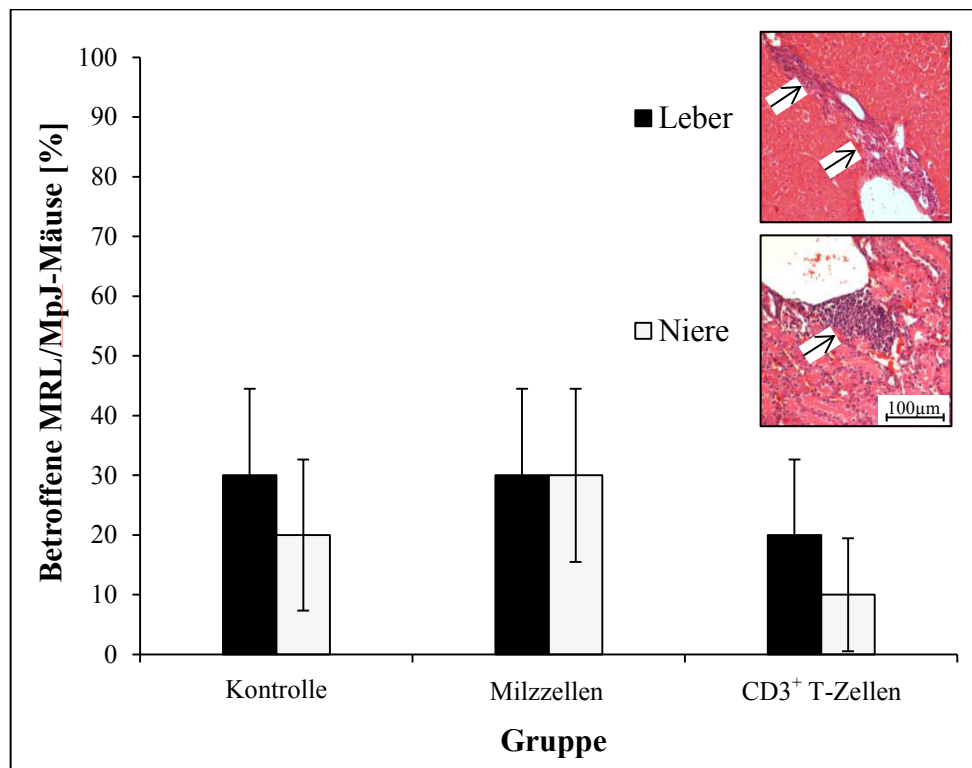 Betroffene MRL/MpJ-Mäuse [%]
100
90
80
70
60
50
40
30
20
10
0
Leber
Niere
100µm
Kontrolle
Milzzellen
CD3⁺ T-Zellen
Gruppe